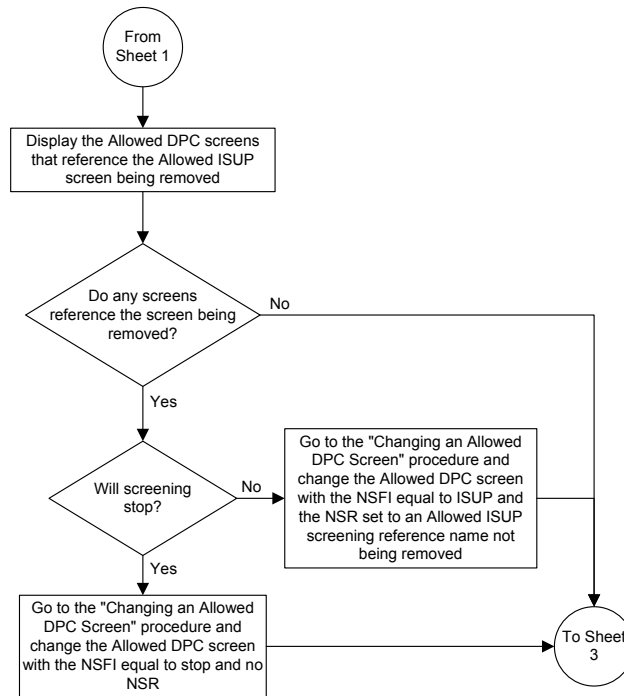 From
Sheet 1
Display the Allowed DPC screens
that reference the Allowed ISUP
screen being removed
Do any screens
reference the screen being
removed?
No
Yes
Will screening
stop?
No
Go to the "Changing an Allowed
DPC Screen" procedure and
change the Allowed DPC screen
with the NSFI equal to ISUP and
the NSR set to an Allowed ISUP
screening reference name not
being removed
Yes
Go to the "Changing an Allowed
DPC Screen" procedure and
change the Allowed DPC screen
with the NSFI equal to stop and no
NSR
To Sheet
3